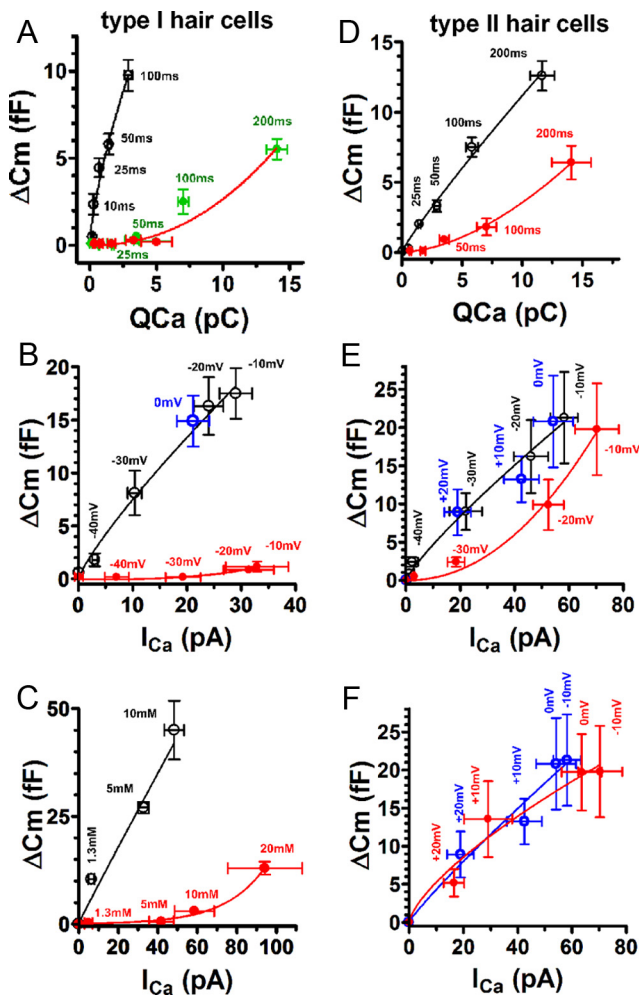 A
type I hair cells
ΔCm (fF)
10
5
0
100ms
50ms
25ms
10ms
200ms
100ms
50ms
25ms
0
5
10
15
QCa (pC)
D
type II hair cells
ΔCm (fF)
15
10
5
0
200ms
100ms
50ms
25ms
200ms
100ms
50ms
0
5
10
15
QCa (pC)
B
ΔCm (fF)
20
15
10
5
0
-20mV
-10mV
0mV
-30mV
-40mV
-40mV
-30mV
-20mV
-10mV
0
10
20
30
40
ICa (pA)
E
ΔCm (fF)
25
20
15
10
5
0
0mV
-10mV
-20mV
+10mV
-30mV
+20mV
-40mV
-10mV
-20mV
-30mV
0
20
40
60
80
ICa (pA)
C
ΔCm (fF)
50
25
0
10mM
5mM
1.3mM
20mM
10mM
5mM
1.3mM
0
20
40
60
80
100
ICa (pA)
F
ΔCm (fF)
25
20
15
10
5
0
0mV
-10mV
0mV
-10mV
+10mV
+10mV
+20mV
+20mV
0
20
40
60
80
ICa (pA)